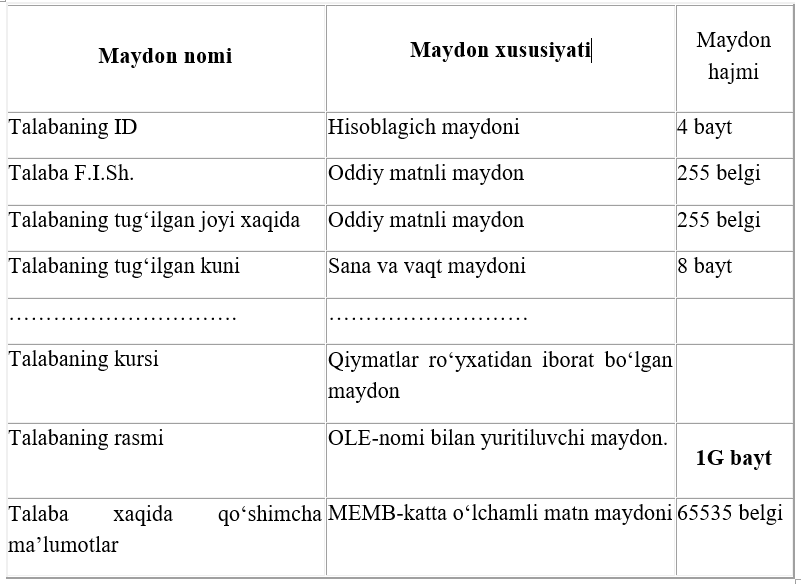 Maydon nomi Maydon xususiyati Maydon
hajmi
Talabaning ID Hisoblagich maydoni 4 bayt
Talaba F.I.Sh. Oddiy matnli maydon 255 belgi
Talabaning tug‘ilgan joyi xaqida Oddiy matnli maydon 255 belgi
Talabaning tug‘ilgan kuni Sana va vaqt maydoni 8 bayt
…………………………. ………………………
Talabaning kursi Qiymatlar ro‘yxatidan iborat bo‘lgan
maydon
Talabaning rasmi OLE-nomi bilan yuritiluvchi maydon. 1G bayt
Talaba xaqida qo‘shimcha MEMB-katta o‘lchamli matn maydoni 65535 belgi
ma’lumotlar